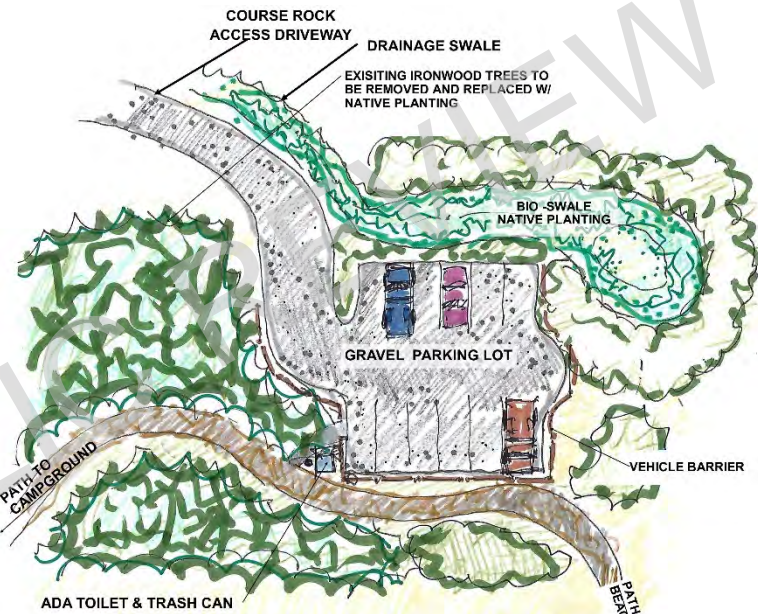 COURSE ROCK
ACCESS DRIVEWAY
DRAINAGE SWALE
EXISITING IRONWOOD TREES TO
BE REMOVED AND REPLACED W/
NATIVE PLANTING
BIO -SWALE
NATIVE PLANTING
GRAVEL PARKING LOT
VEHICLE BARRIER
PATH TO
CAMPGROUND
ADA TOILET & TRASH CAN
PATH
REVIEW